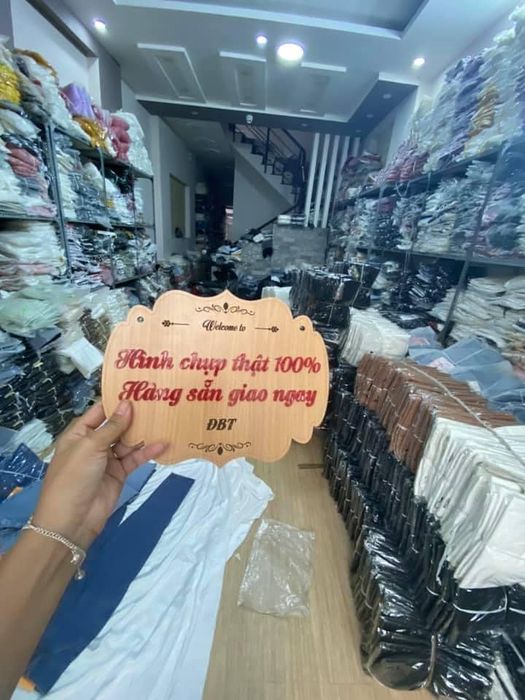 Welcome to
Hình chụp thật 100%
Hàng sẵn giao ngay
ĐBT